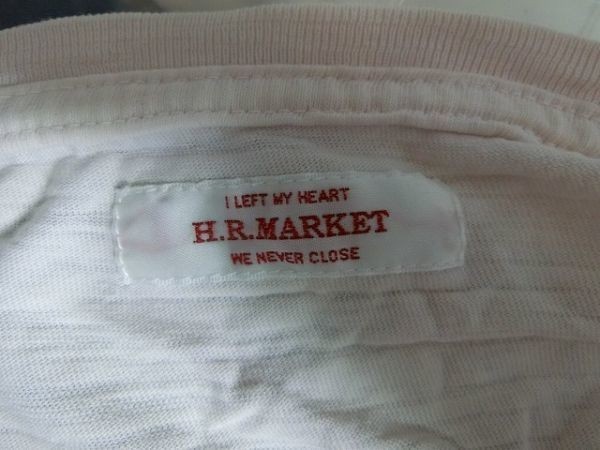 I LEFT MY HEART
H.R.MARKET
WE NEVER CLOSE